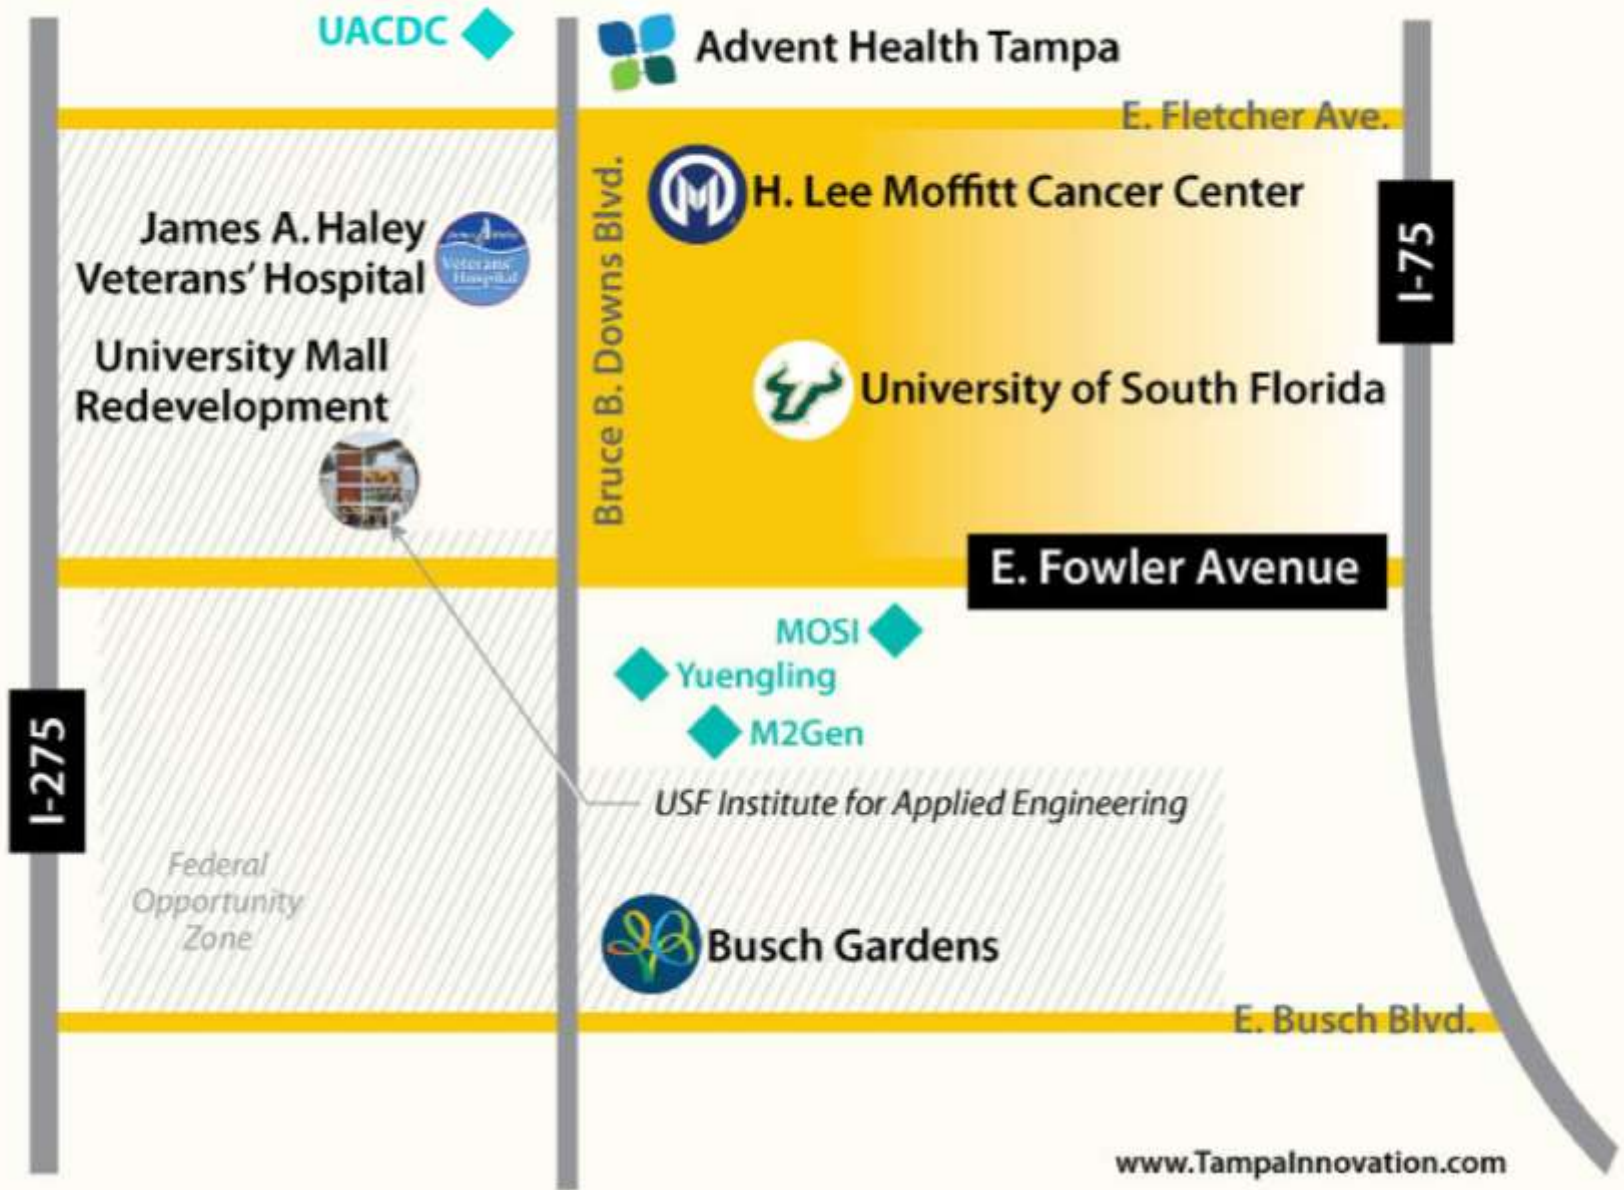 UACDC
Advent Health Tampa
E. Fletcher Ave.
Bruce B. Downs Blvd.
H. Lee Moffitt Cancer Center
James A. Haley
Veterans' Hospital
Veterans'
Hospital
I-75
University Mall
Redevelopment
University of South Florida
E. Fowler Avenue
MOSI
Yuengling
M2Gen
I-275
USF Institute for Applied Engineering
Federal
Opportunity
Zone
Busch Gardens
E. Busch Blvd.
www.TampaInnovation.com